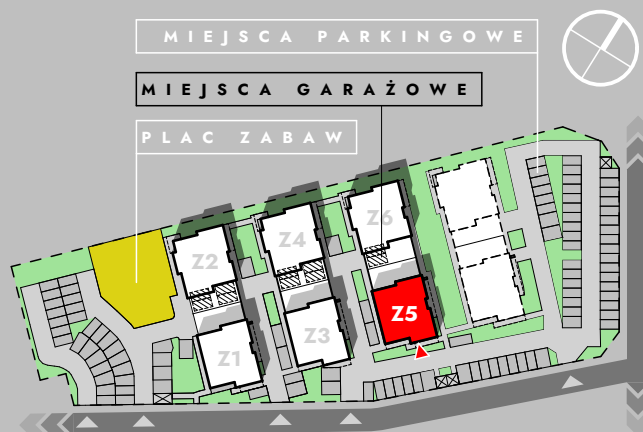 MIEJSCA PARKINGOWE
MIEJSCA GARAŻOWE
PLAC ZABAW
Z6
Z4
Z2
Z5
Z3
Z1